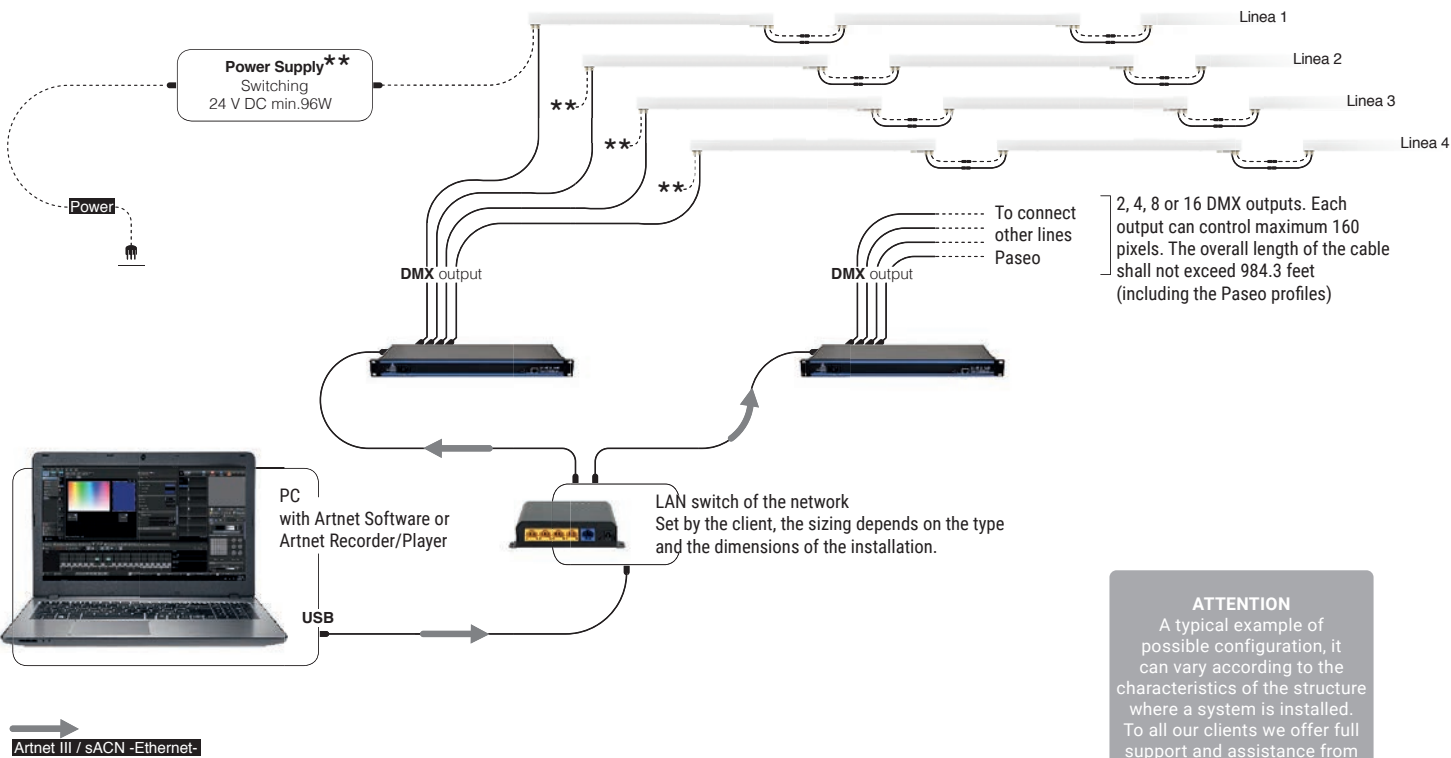 Linea 1
Linea 2
Linea 3
Linea 4
Power Supply**
Switching
24 V DC min.96W
**
**
**
Power
DMX output
To connect
other lines
Paseo
DMX output
2, 4, 8 or 16 DMX outputs. Each
output can control maximum 160
pixels. The overall length of the cable
shall not exceed 984.3 feet
(including the Paseo profiles)
PC
with Artnet Software or
Artnet Recorder/Player
USB
LAN switch of the network
Set by the client, the sizing depends on the type
and the dimensions of the installation.
ATTENTION
A typical example of
possible configuration, it
can vary according to the
characteristics of the structure
where a system is installed.
To all our clients we offer full
support and assistance from
Artnet III / sACN -Ethernet-